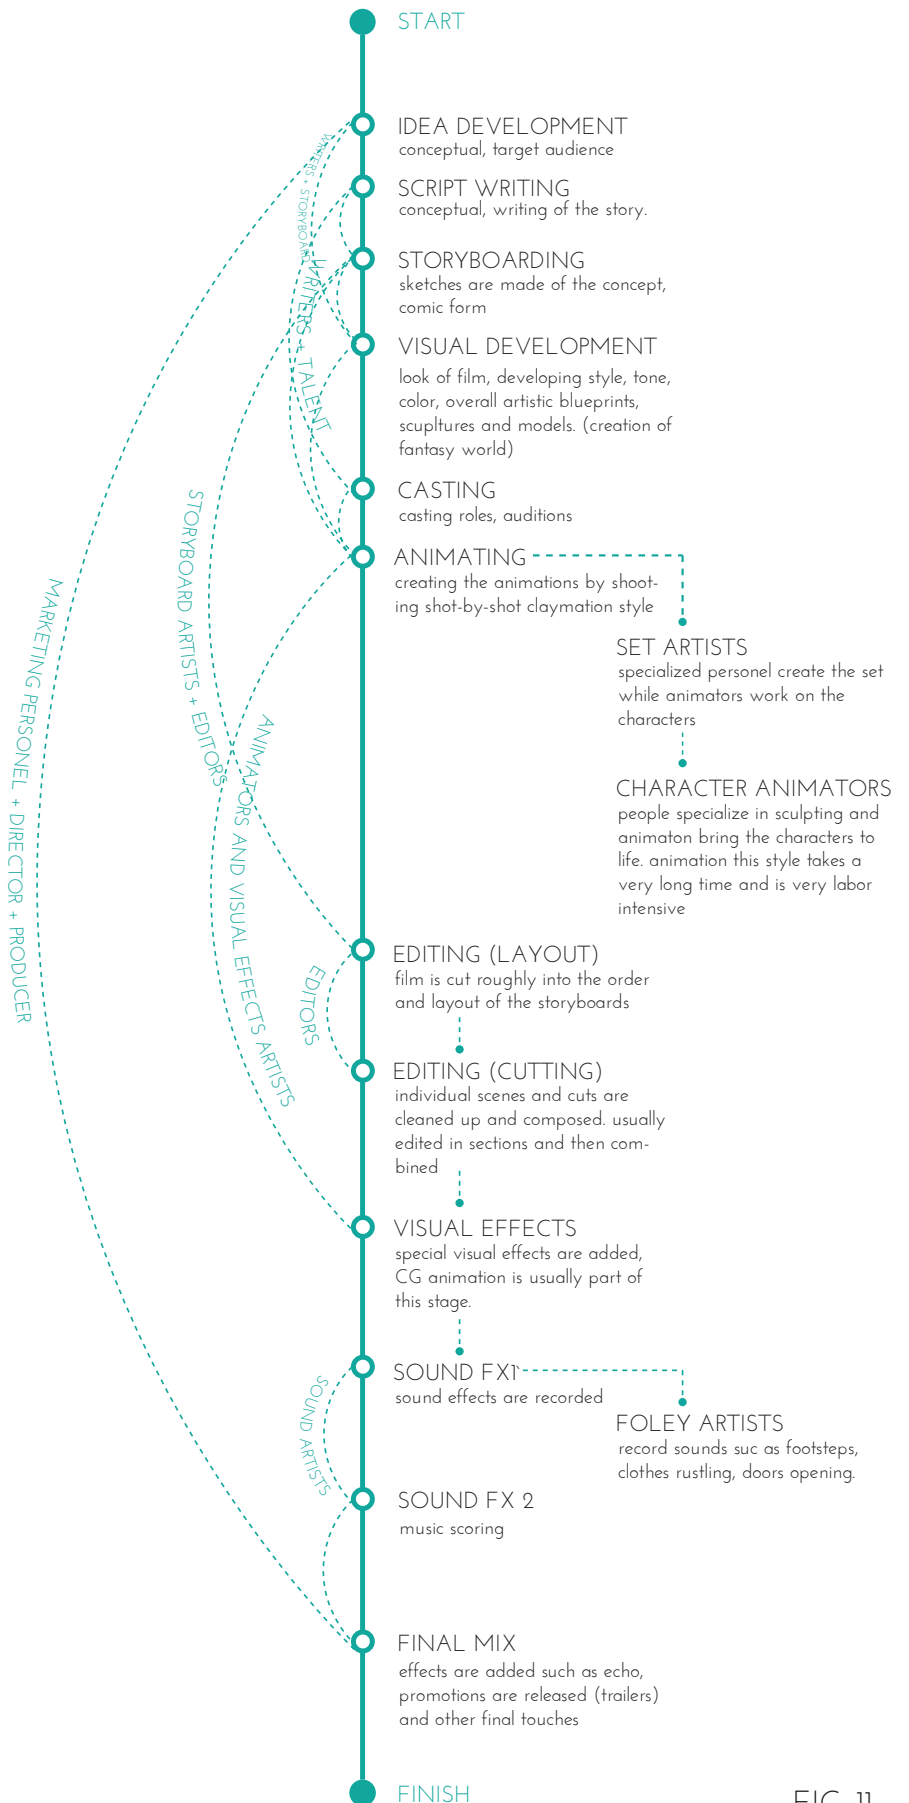 START
IDEA DEVELOPMENT
conceptual, target audience
SCRIPT WRITING
conceptual, writing of the story.
STORYBOARDING
sketches are made of the concept,
comic form
VISUAL DEVELOPMENT
look of film, developing style, tone,
color, overall artistic blueprints,
scupltures and models. (creation of
fantasy world)
CASTING
casting roles, auditions
ANIMATING
creating the animations by shoot-
ing shot-by-shot claymation style
SET ARTISTS
specialized personel create the set
while animators work on the
characters
CHARACTER ANIMATORS
people specialize in sculpting and
animaton bring the characters to
life. animation this style takes a
very long time and is very labor
intensive
EDITING (LAYOUT)
film is cut roughly into the order
and layout of the storyboards
EDITING (CUTTING)
individual scenes and cuts are
cleaned up and composed. usually
edited in sections and then com-
bined
VISUAL EFFECTS
special visual effects are added,
CG animation is usually part of
this stage.
SOUND FX1`
sound effects are recorded
FOLEY ARTISTS
record sounds suc as footsteps,
clothes rustling, doors opening.
SOUND FX 2
music scoring
FINAL MIX
effects are added such as echo,
promotions are released (trailers)
and other final touches
FINISH
FIG. 11
WRITERS + STORYBOARD
WRITERS + TALENT
STORYBOARD ARTISTS + EDITORS
MARKETING PERSONEL + DIRECTOR + PRODUCER
ANIMATORS AND VISUAL EFFECTS ARTISTS
EDITORS
SOUND ARTISTS